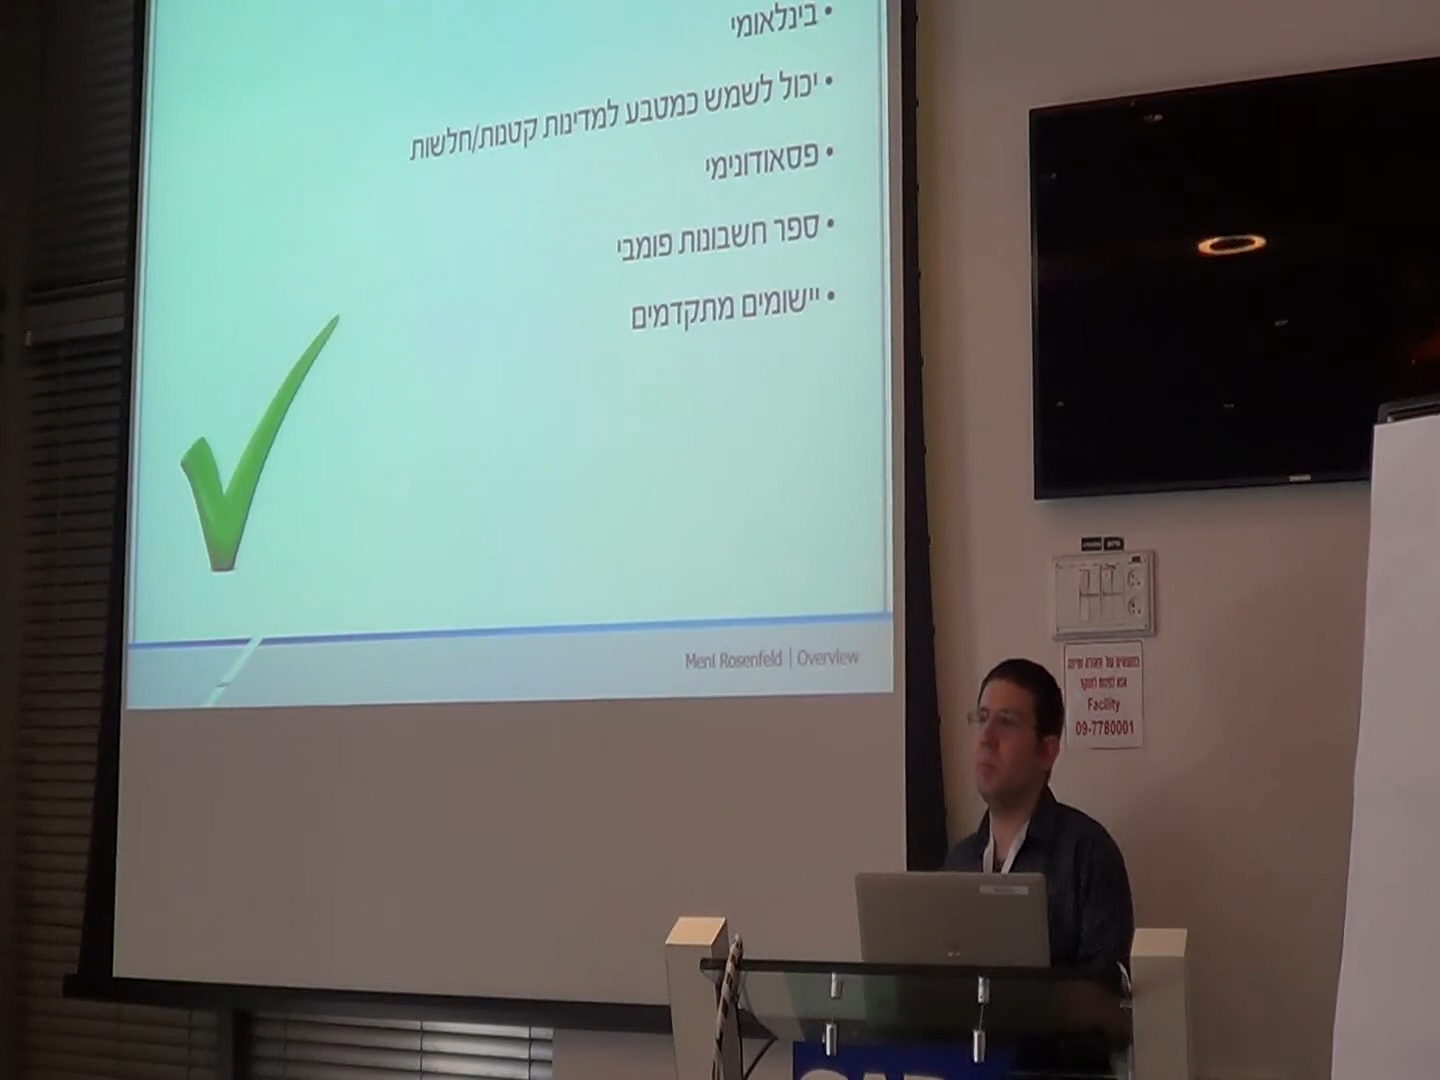 • בינלאומי
• יכול לשמש כמטבע למדינות קטנות/חלשות
• פסאודונימי
• ספר חשבונות פומבי
• יישומים מתקדמים
Meni Rosenfeld | Overview
Facility
09-7780001